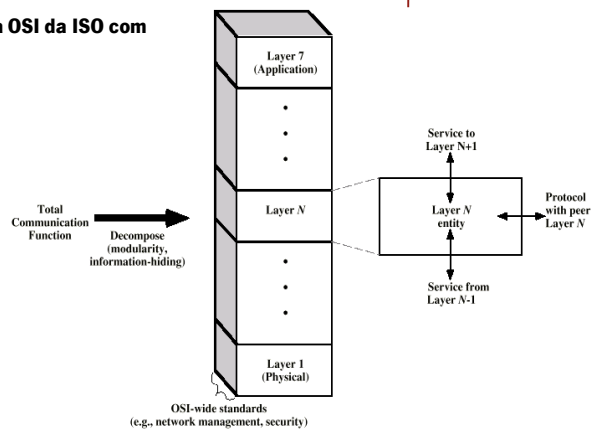 a OSI da ISO com
Layer 7
(Application)
Service to
Layer N+1
Total
Communication
Function
Decompose
(modularity,
information-hiding)
Layer N
Layer N
entity
Protocol
with peer
Layer N
Service from
Layer N-1
Layer 1
(Physical)
OSI-wide standards
(e.g., network management, security)